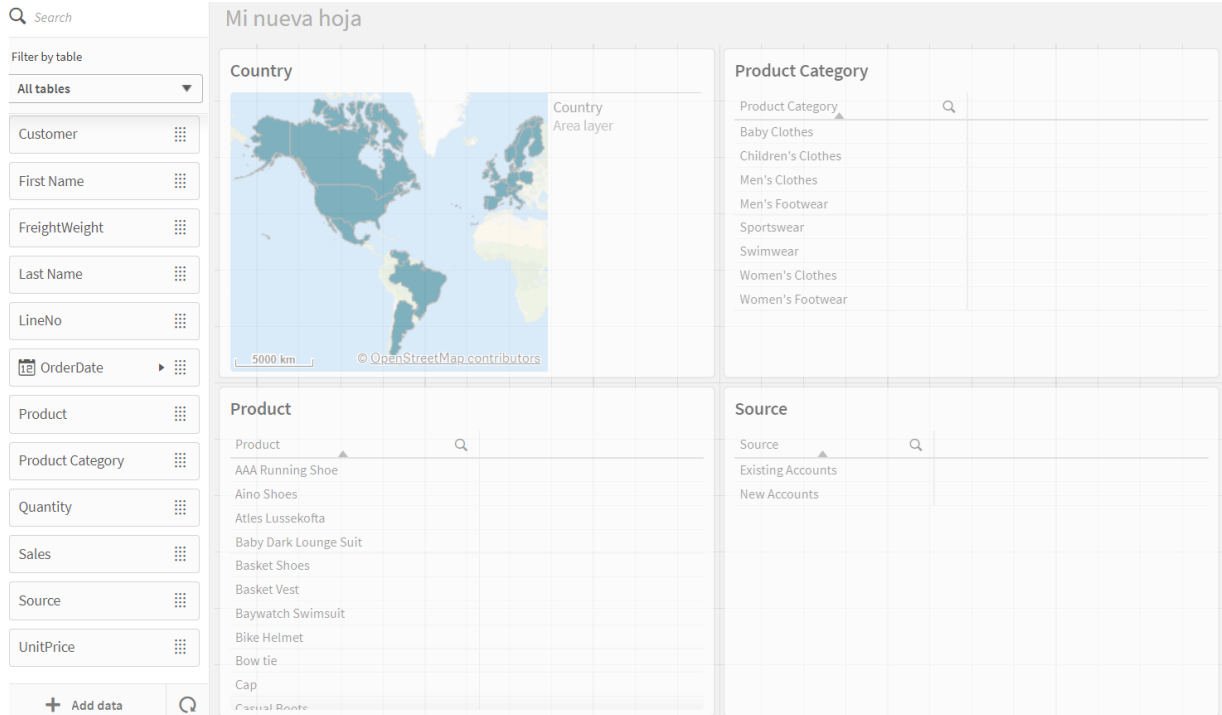 Search
Filter by table
All tables
Customer
First Name
FreightWeight
Last Name
LineNo
12 OrderDate
Product
Product Category
Quantity
Sales
Source
UnitPrice
Add data
Mi nueva hoja
Country
Country
Area layer
5000 km
© OpenStreetMap contributors
Product Category
Product Category
Baby Clothes
Children's Clothes
Men's Clothes
Men's Footwear
Sportswear
Swimwear
Women's Clothes
Women's Footwear
Product
Product
AAA Running Shoe
Aino Shoes
Atles Lussekofta
Baby Dark Lounge Suit
Basket Shoes
Basket Vest
Baywatch Swimsuit
Bike Helmet
Bow tie
Cap
Casual Boots
Source
Source
Existing Accounts
New Accounts